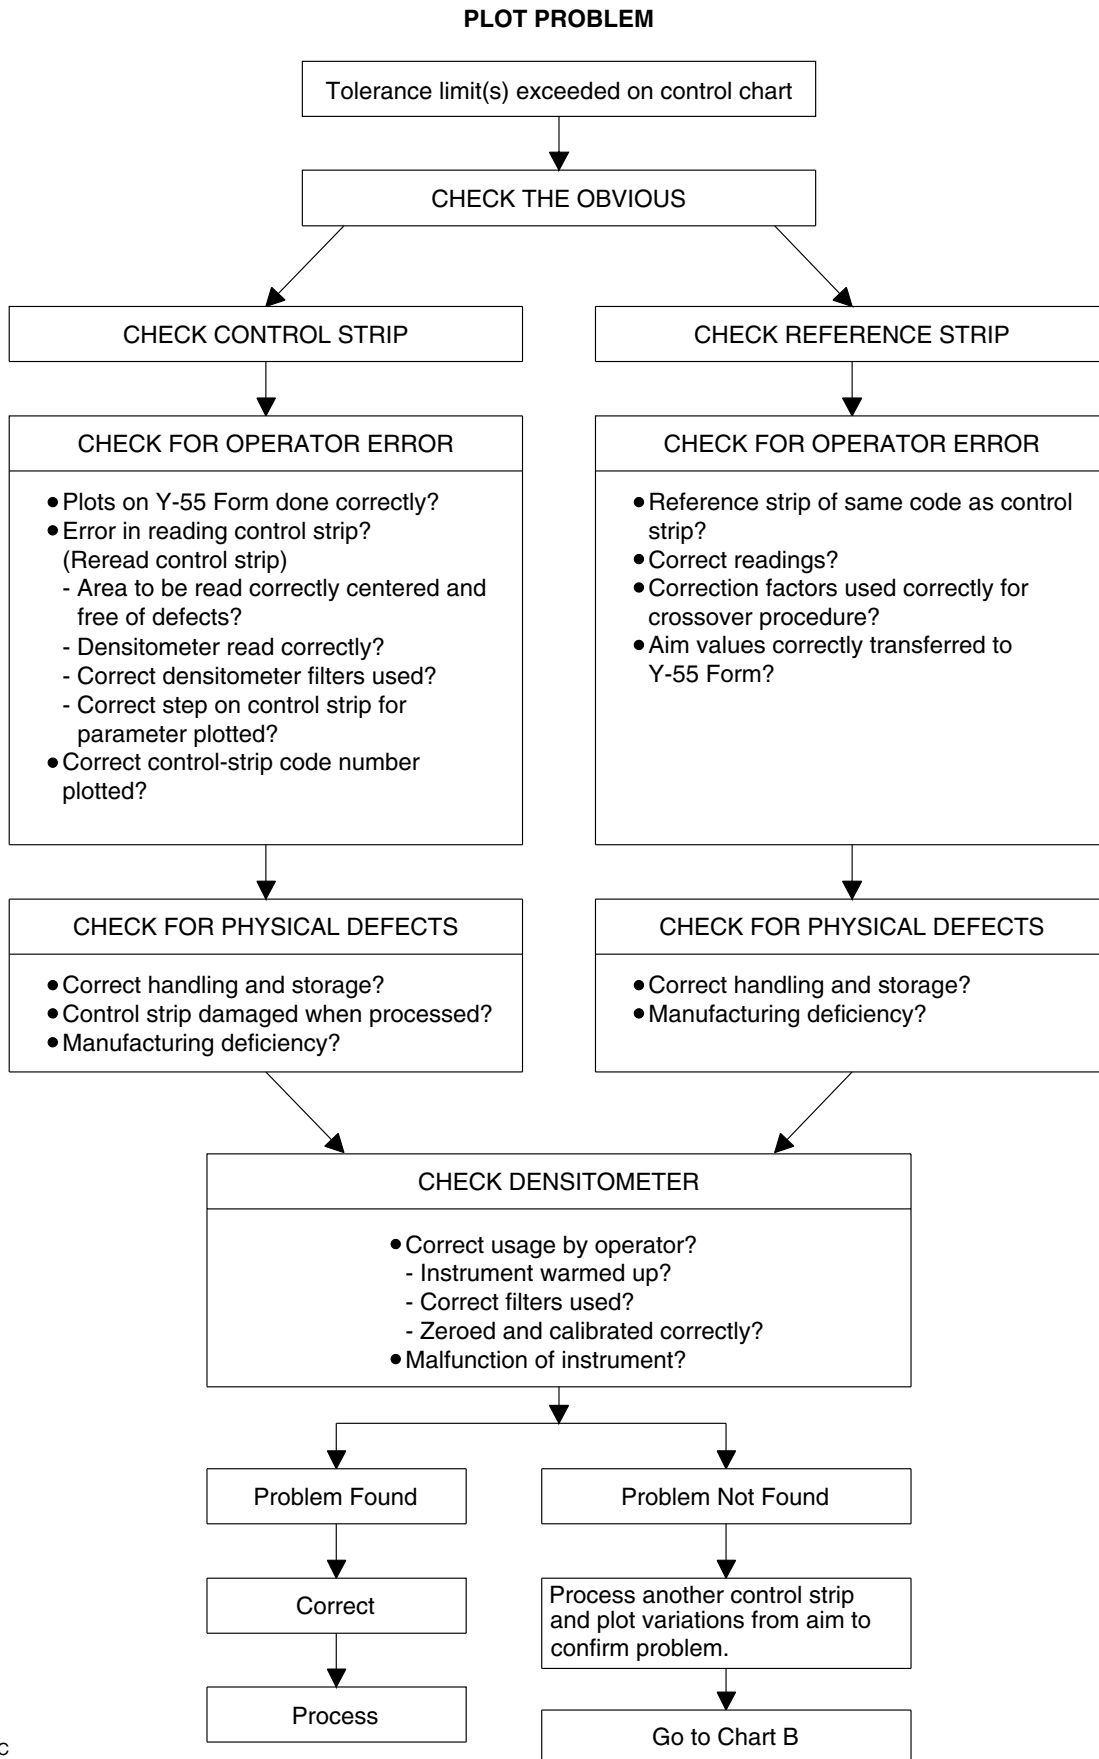 PLOT PROBLEM
Tolerance limit(s) exceeded on control chart
CHECK THE OBVIOUS
CHECK CONTROL STRIP
CHECK REFERENCE STRIP
CHECK FOR OPERATOR ERROR
● Plots on Y-55 Form done correctly?
● Error in reading control strip?
(Reread control strip)
- Area to be read correctly centered and
free of defects?
- Densitometer read correctly?
- Correct densitometer filters used?
- Correct step on control strip for
parameter plotted?
● Correct control-strip code number
plotted?
CHECK FOR OPERATOR ERROR
● Reference strip of same code as control
strip?
● Correct readings?
● Correction factors used correctly for
crossover procedure?
● Aim values correctly transferred to
Y-55 Form?
CHECK FOR PHYSICAL DEFECTS
● Correct handling and storage?
● Control strip damaged when processed?
● Manufacturing deficiency?
CHECK FOR PHYSICAL DEFECTS
● Correct handling and storage?
● Manufacturing deficiency?
CHECK DENSITOMETER
● Correct usage by operator?
- Instrument warmed up?
- Correct filters used?
- Zeroed and calibrated correctly?
● Malfunction of instrument?
Problem Found
Problem Not Found
Correct
Process another control strip
and plot variations from aim to
confirm problem.
Process
Go to Chart B